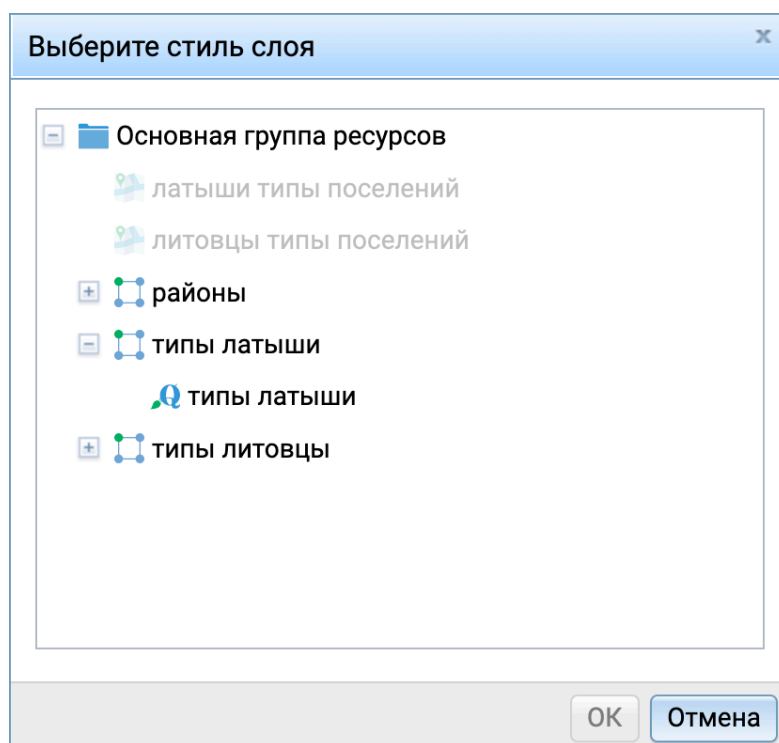 Выберите стиль слоя
x
Основная группа ресурсов
латыши типы поселений
литовцы типы поселений
районы
типы латыши
типы латыши
типы литовцы
ОК Отмена